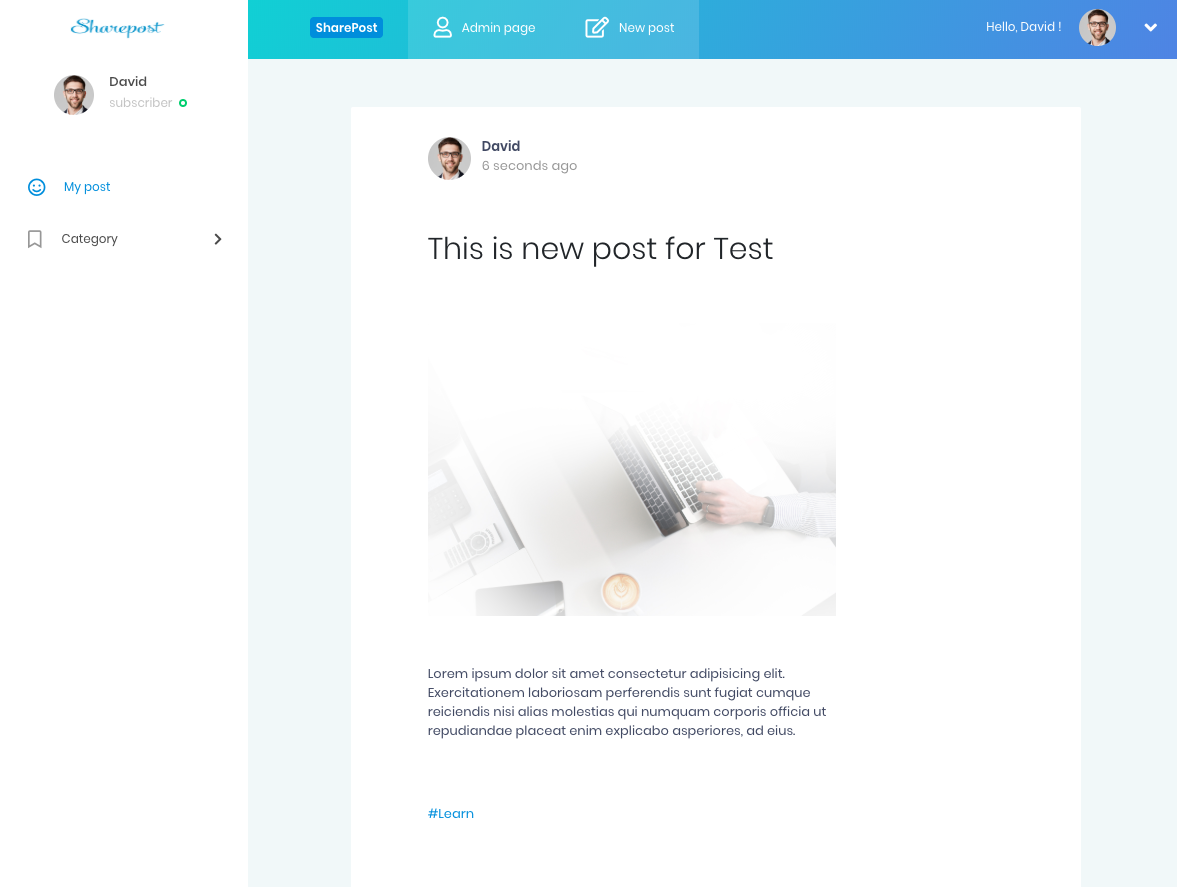 Sharepost
SharePost
Admin page
New post
Hello, David !
David
subscriber
My post
Category
David
6 seconds ago
This is new post for Test
Lorem ipsum dolor sit amet consectetur adipisicing elit.
Exercitationem laboriosam perferendis sunt fugiat cumque
reiciendis nisi alias molestias qui numquam corporis officia ut
repudiandae placeat enim explicabo asperiores, ad eius.
#Learn